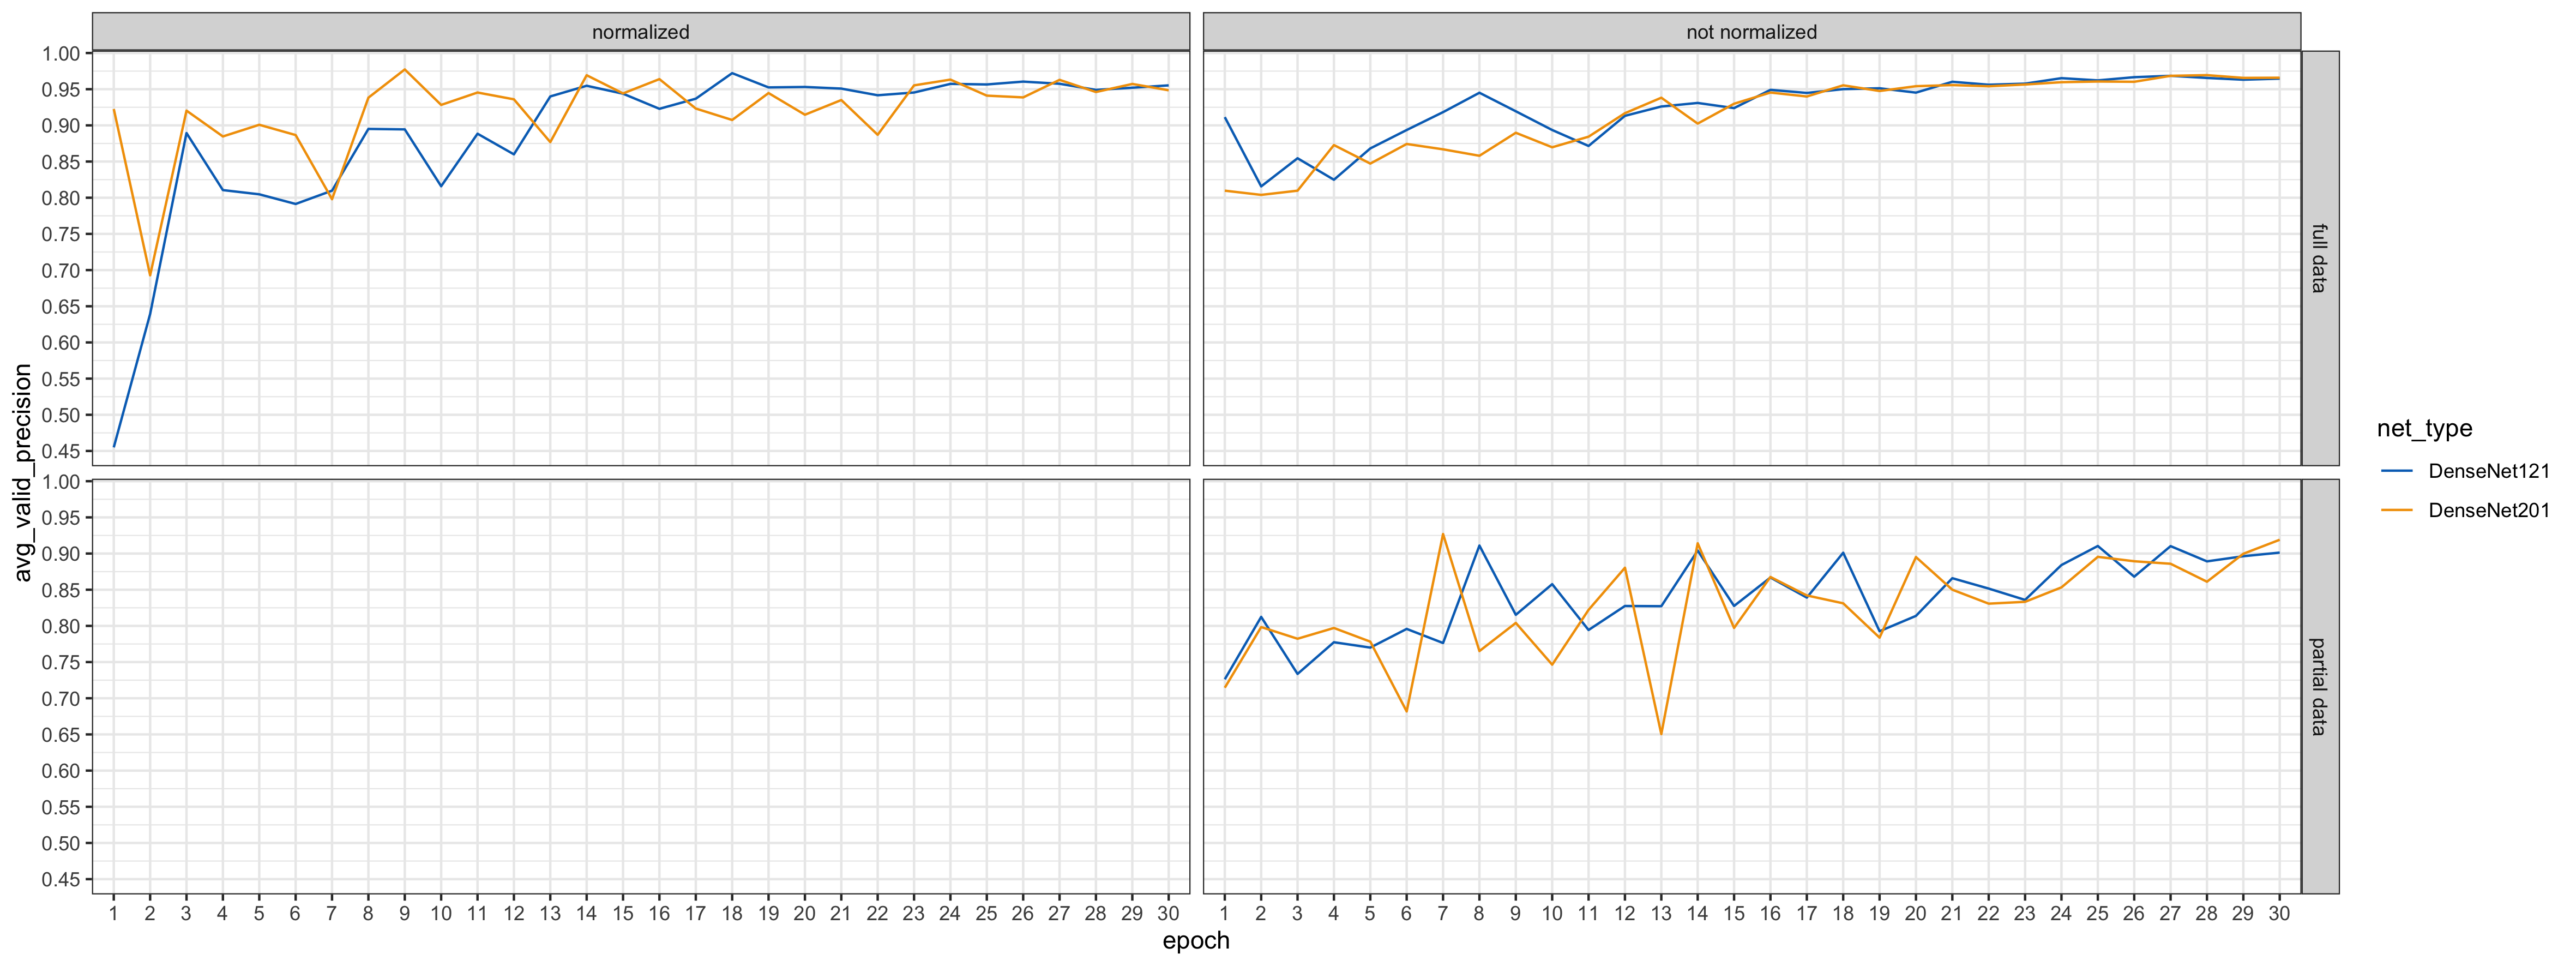 normalized
not normalized
1.00
0.95
0.90
0.85
0.80
0.75
0.70
0.65
0.60
0.55
0.50
0.45
full data
1.00
0.95
0.90
0.85
0.80
0.75
0.70
0.65
0.60
0.55
0.50
0.45
partial data
avg_valid_precision
1 2 3 4 5 6 7 8 9 10 11 12 13 14 15 16 17 18 19 20 21 22 23 24 25 26 27 28 29 30
1 2 3 4 5 6 7 8 9 10 11 12 13 14 15 16 17 18 19 20 21 22 23 24 25 26 27 28 29 30
epoch
net_type
DenseNet121
DenseNet201